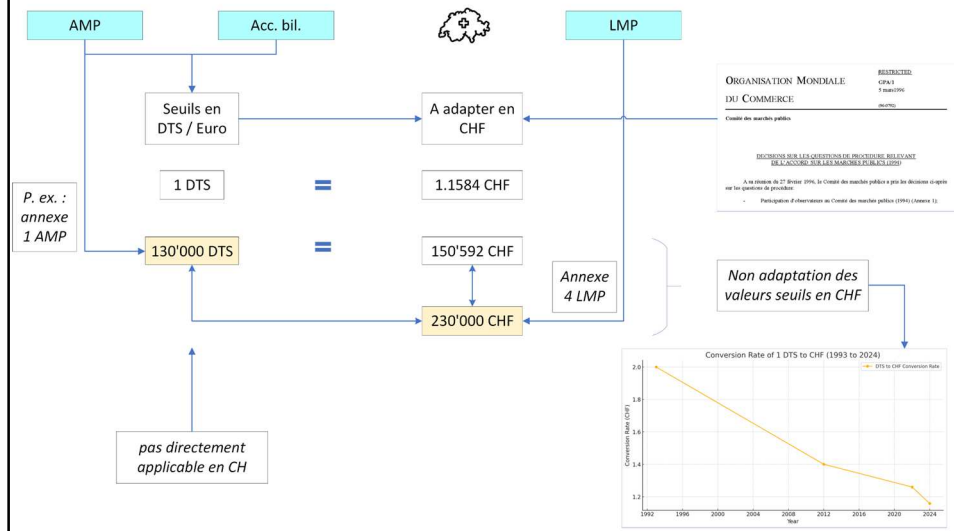 AMP
Acc. bil.
LMP
Seuils en
DTS / Euro
A adapter en
CHF
ORGANISATION MONDIALE
DU COMMERCE
RESTRICTED
GPA/1
5 mars 1996
(96-0792)
Comité des marchés publics
DECISIONS SUR LES QUESTIONS DE PROCEDURE RELEVANT
DE L'ACCORD SUR LES MARCHES PUBLICS (1994)
A sa réunion du 27 février 1996, le Comité des marchés publics a pris les décisions ci-après
sur les questions de procédure:
- Participation d'observateurs au Comité des marchés publics (1994) (Annexe 1);
1 DTS
=
1.1584 CHF
P. ex. :
annexe
1 AMP
130'000 DTS
=
150'592 CHF
Annexe
4 LMP
230'000 CHF
Non adaptation des
valeurs seuils en CHF
pas directement
applicable en CH
Conversion Rate of 1 DTS to CHF (1993 to 2024)
DTS to CHF Conversion Rate
Conversion Rate (CHF)
2.0
1.8
1.6
1.4
1.2
1992 1996 2000 2004 2008 2012 2016 2020 2024
Year